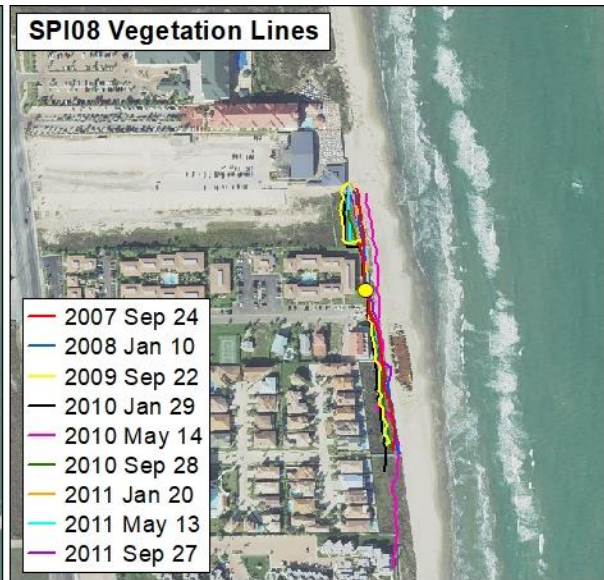 SPI08 Vegetation Lines
2007 Sep 24
2008 Jan 10
2009 Sep 22
2010 Jan 29
2010 May 14
2010 Sep 28
2011 Jan 20
2011 May 13
2011 Sep 27